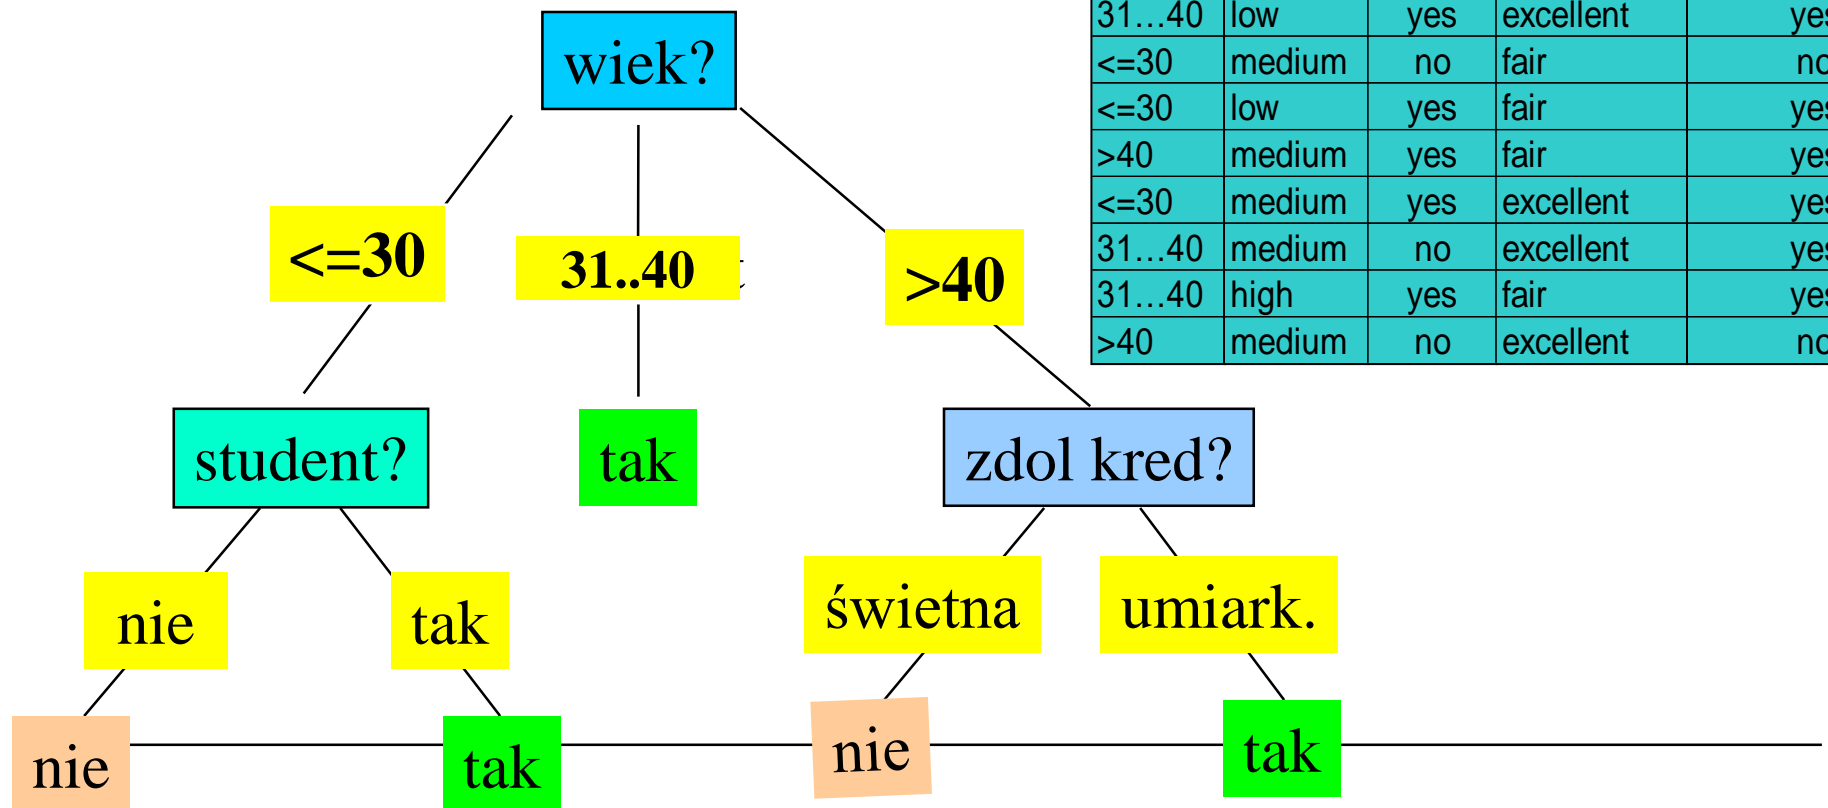 wiek?
<=30
31..40
>40
student?
tak
zdol kred?
nie
tak
świetna
umiark.
nie
tak
nie
tak
31…40 low yes excellent
<=30 medium no fair
<=30 low yes fair
>40 medium yes fair
<=30 medium yes excellent
31…40 medium no excellent
31…40 high yes fair
>40 medium no excellent